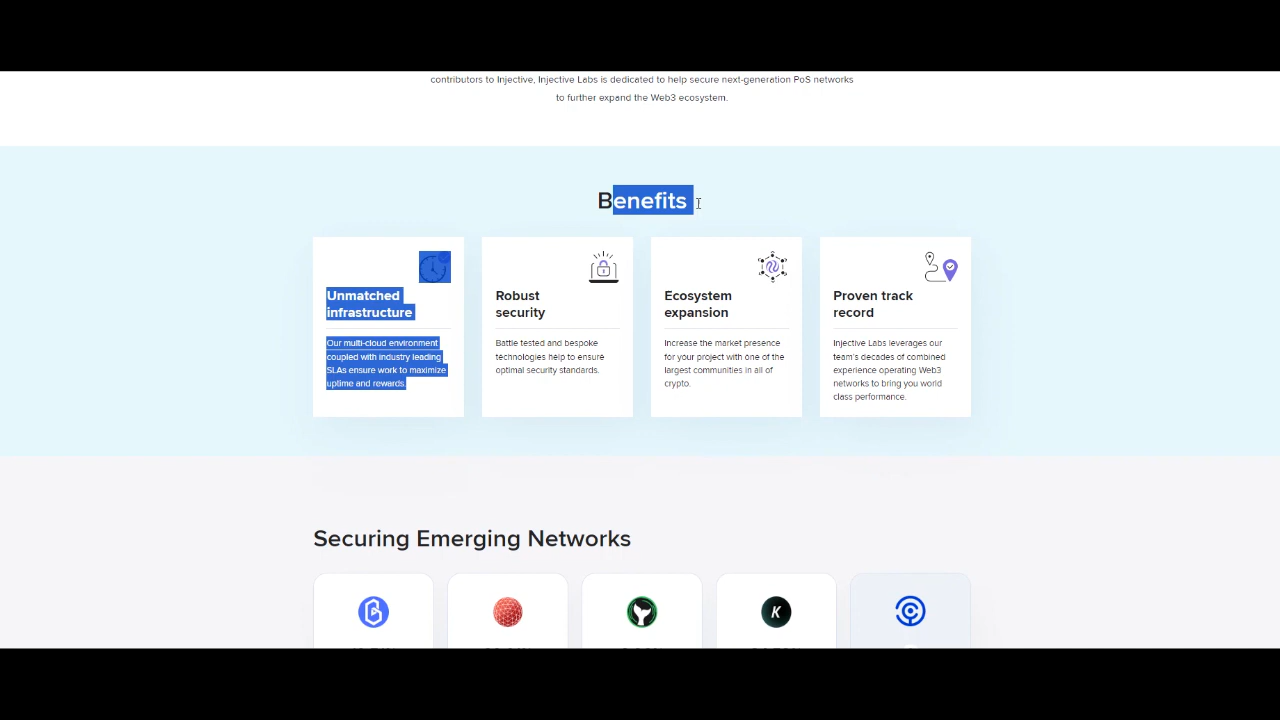 contributors to Injective, Injective Labs is dedicated to help secure next-generation PoS networks
to further expand the Web3 ecosystem.
Benefits
Unmatched
infrastructure
Our multi-cloud environment
coupled with industry leading
SLAs ensure work to maximize
uptime and rewards.
Robust
security
Battle tested and bespoke
technologies help to ensure
optimal security standards.
Ecosystem
expansion
Increase the market presence
for your project with one of the
largest communities in all of
crypto.
Proven track
record
Injective Labs leverages our
team's decades of combined
experience operating Web3
networks to bring you world
class performance.
Securing Emerging Networks
K